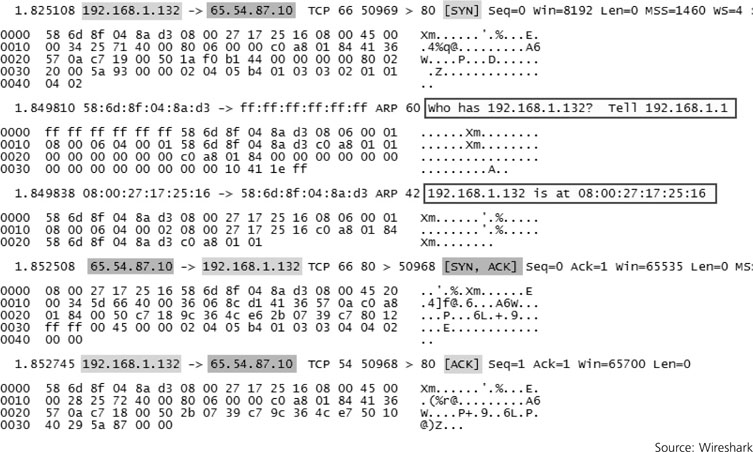 1.825108 192.168.1.132 -> 65.54.87.10 TCP 66 50969 > 80 [SYN] Seq=0 Win=8192 Len=0 MSS=1460 WS=4 :
0000 58 6d 8f 04 8a d3 08 00 27 17 25 16 08 00 45 00 Xm......'.%...E.
0010 00 34 25 71 40 00 80 06 00 00 c0 a8 01 84 41 36 .4%q@.........A6
0020 57 0a c7 19 00 50 1a f0 b1 44 00 00 00 00 80 02 W....P...D......
0030 20 00 5a 93 00 00 02 04 05 b4 01 03 03 02 01 01 .Z.............
0040 04 02 ..
1.849810 58:6d:8f:04:8a:d3 -> ff:ff:ff:ff:ff:ff ARP 60 Who has 192.168.1.132? Tell 192.168.1.1
0000 ff ff ff ff ff ff 58 6d 8f 04 8a d3 08 06 00 01 ......Xm........
0010 08 00 06 04 00 01 58 6d 8f 04 8a d3 c0 a8 01 01 ......Xm........
0020 00 00 00 00 00 00 c0 a8 01 84 00 00 00 00 00 00 ................
0030 00 00 00 00 00 00 00 00 10 41 1e ff .........A..
1.849838 08:00:27:17:25:16 -> 58:6d:8f:04:8a:d3 ARP 42 192.168.1.132 is at 08:00:27:17:25:16
0000 58 6d 8f 04 8a d3 08 00 27 17 25 16 08 06 00 01 Xm......'.%.....
0010 08 00 06 04 00 02 08 00 27 17 25 16 c0 a8 01 84 ........'.%.....
0020 58 6d 8f 04 8a d3 c0 a8 01 01 Xm........
1.852508 65.54.87.10 -> 192.168.1.132 TCP 66 80 > 50968 [SYN, ACK] Seq=0 Ack=1 Win=65535 Len=0 MS:
0000 08 00 27 17 25 16 58 6d 8f 04 8a d3 08 00 45 20 ..'.%.Xm......E
0010 00 34 5d 66 40 00 36 06 8c d1 41 36 57 0a c0 a8 .4]f@.6...A6W...
0020 01 84 00 50 c7 18 9c 36 4c e6 2b 07 39 c7 80 12 ...P...6L.+.9...
0030 ff ff 00 45 00 00 02 04 05 b4 01 03 03 04 04 02 ...E............
0040 00 00 ..
1.852745 192.168.1.132 -> 65.54.87.10 TCP 54 50968 > 80 [ACK] Seq=1 Ack=1 Win=65700 Len=0
0000 58 6d 8f 04 8a d3 08 00 27 17 25 16 08 00 45 00 Xm......'.%...E.
0010 00 28 25 72 40 00 80 06 00 00 c0 a8 01 84 41 36 .(%r@.........A6
0020 57 0a c7 18 00 50 2b 07 39 c7 9c 36 4c e7 50 10 W....P+.9..6L.P.
0030 40 29 5a 87 00 00 @)Z...
Source: Wireshark